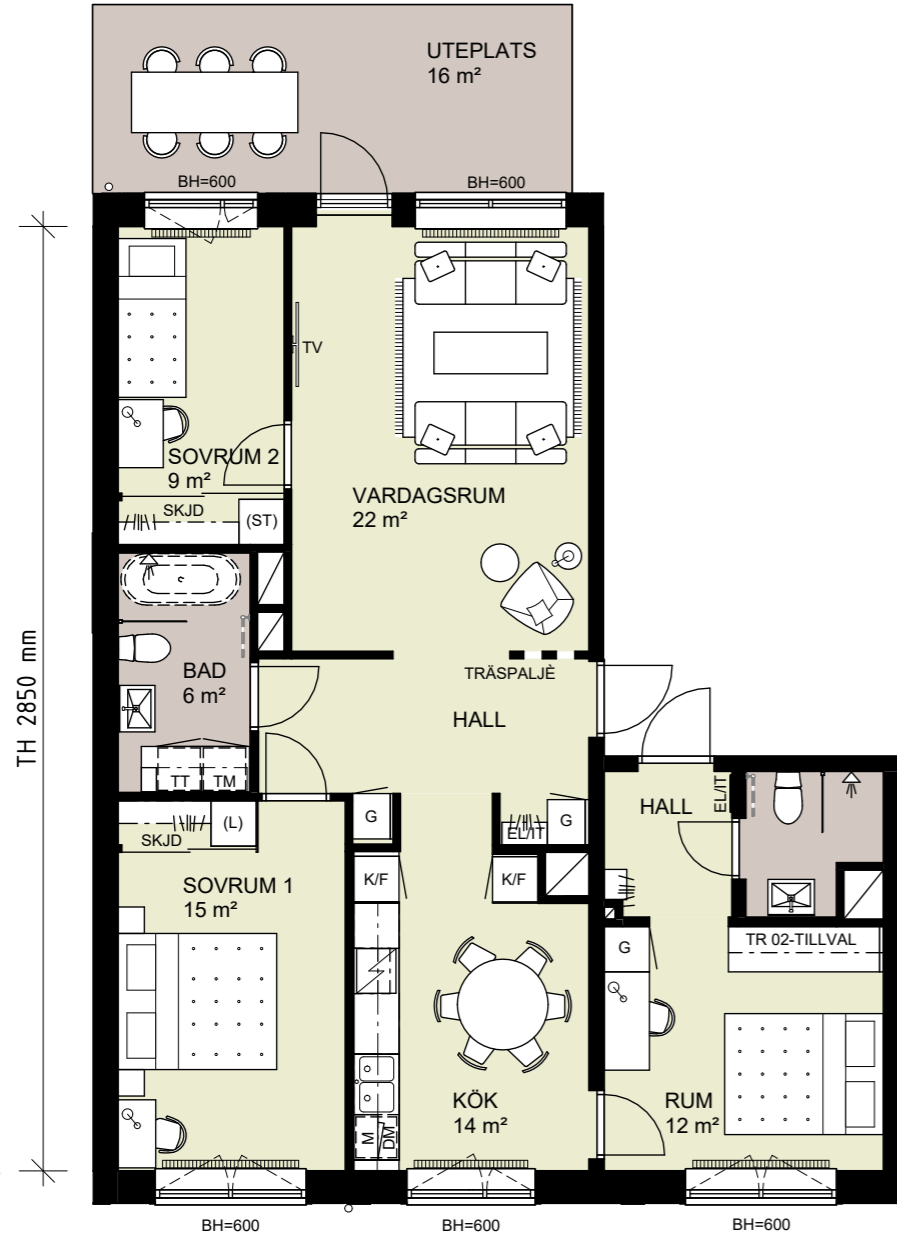 UTEPLATS
16 m²
BH=600
BH=600
TV
SOVRUM 2
9 m²
SKJD
(ST)
VARDAGSRUM
22 m²
TH 2850 mm
BAD
6 m²
TRÄSPALJÈ
HALL
TT
TM
HALL
EL/IT
G
EL/IT
G
SKJD
(L)
K/F
K/F
SOVRUM 1
15 m²
G
TR 02-TILLVAL
KÖK
14 m²
RUM
12 m²
M
DM
BH=600
BH=600
BH=600